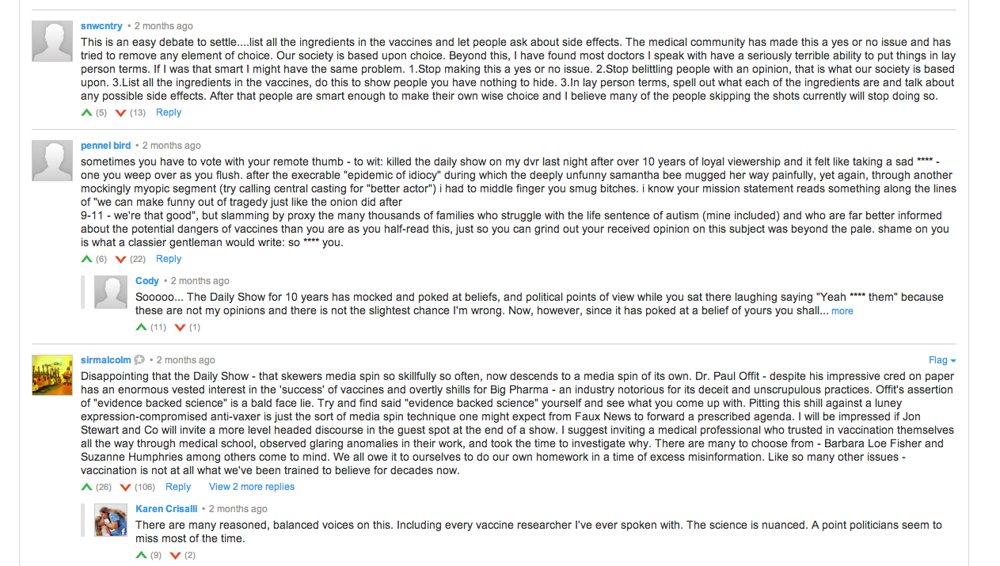 snwcntry • 2 months ago
This is an easy debate to settle....list all the ingredients in the vaccines and let people ask about side effects. The medical community has made this a yes or no issue and has
tried to remove any element of choice. Our society is based upon choice. Beyond this, I have found most doctors I speak with have a seriously terrible ability to put things in lay
person terms. If I was that smart I might have the same problem. 1.Stop making this a yes or no issue. 2.Stop belittling people with an opinion, that is what our society is based
upon. 3.List all the ingredients in the vaccines, do this to show people you have nothing to hide. 3.In lay person terms, spell out what each of the ingredients are and talk about
any possible side effects. After that people are smart enough to make their own wise choice and I believe many of the people skipping the shots currently will stop doing so.
(5) (13) Reply
pennel bird • 2 months ago
sometimes you have to vote with your remote thumb - to wit: killed the daily show on my dvr last night after over 10 years of loyal viewership and it felt like taking a sad **** -
one you weep over as you flush. after the execrable "epidemic of idiocy" during which the deeply unfunny samantha bee mugged her way painfully, yet again, through another
mockingly myopic segment (try calling central casting for "better actor") i had to middle finger you smug bitches. i know your mission statement reads something along the lines
of "we can make funny out of tragedy just like the onion did after
9-11 - we're that good", but slamming by proxy the many thousands of families who struggle with the life sentence of autism (mine included) and who are far better informed
about the potential dangers of vaccines than you are as you half-read this, just so you can grind out your received opinion on this subject was beyond the pale. shame on you
is what a classier gentleman would write: so **** you.
(6) (22) Reply
Cody • 2 months ago
Sooooo... The Daily Show for 10 years has mocked and poked at beliefs, and political points of view while you sat there laughing saying "Yeah **** them" because
these are not my opinions and there is not the slightest chance I'm wrong. Now, however, since it has poked at a belief of yours you shall... more
(11) (1)
sirmalcolm • 2 months ago Flag
Disappointing that the Daily Show - that skewers media spin so skillfully so often, now descends to a media spin of its own. Dr. Paul Offit - despite his impressive cred on paper
has an enormous vested interest in the 'success' of vaccines and overtly shills for Big Pharma - an industry notorious for its deceit and unscrupulous practices. Offit's assertion
of "evidence backed science" is a bald face lie. Try and find said "evidence backed science" yourself and see what you come up with. Pitting this shill against a luney
expression-compromised anti-vaxer is just the sort of media spin technique one might expect from Faux News to forward a prescribed agenda. I will be impressed if Jon
Stewart and Co will invite a more level headed discourse in the guest spot at the end of a show. I suggest inviting a medical professional who trusted in vaccination themselves
all the way through medical school, observed glaring anomalies in their work, and took the time to investigate why. There are many to choose from - Barbara Loe Fisher and
Suzanne Humphries among others come to mind. We all owe it to ourselves to do our own homework in a time of excess misinformation. Like so many other issues -
vaccination is not at all what we've been trained to believe for decades now.
(26) (106) Reply View 2 more replies
Karen Crisalli • 2 months ago
There are many reasoned, balanced voices on this. Including every vaccine researcher I've ever spoken with. The science is nuanced. A point politicians seem to
miss most of the time.
(9) (2)